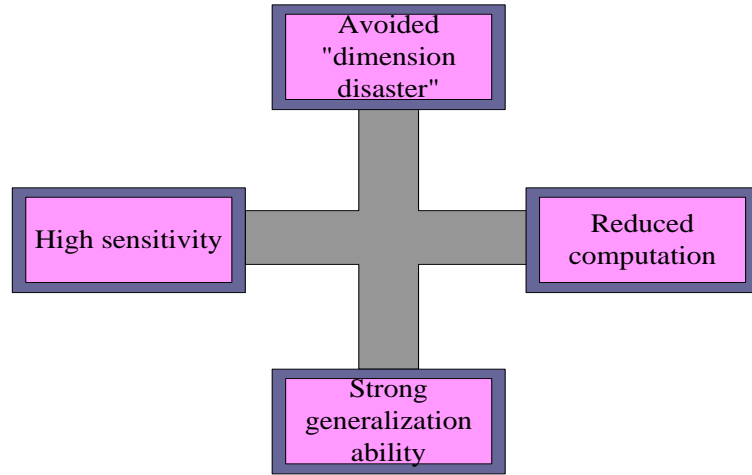 Avoided
"dimension
disaster"
High sensitivity
Reduced
computation
Strong
generalization
ability